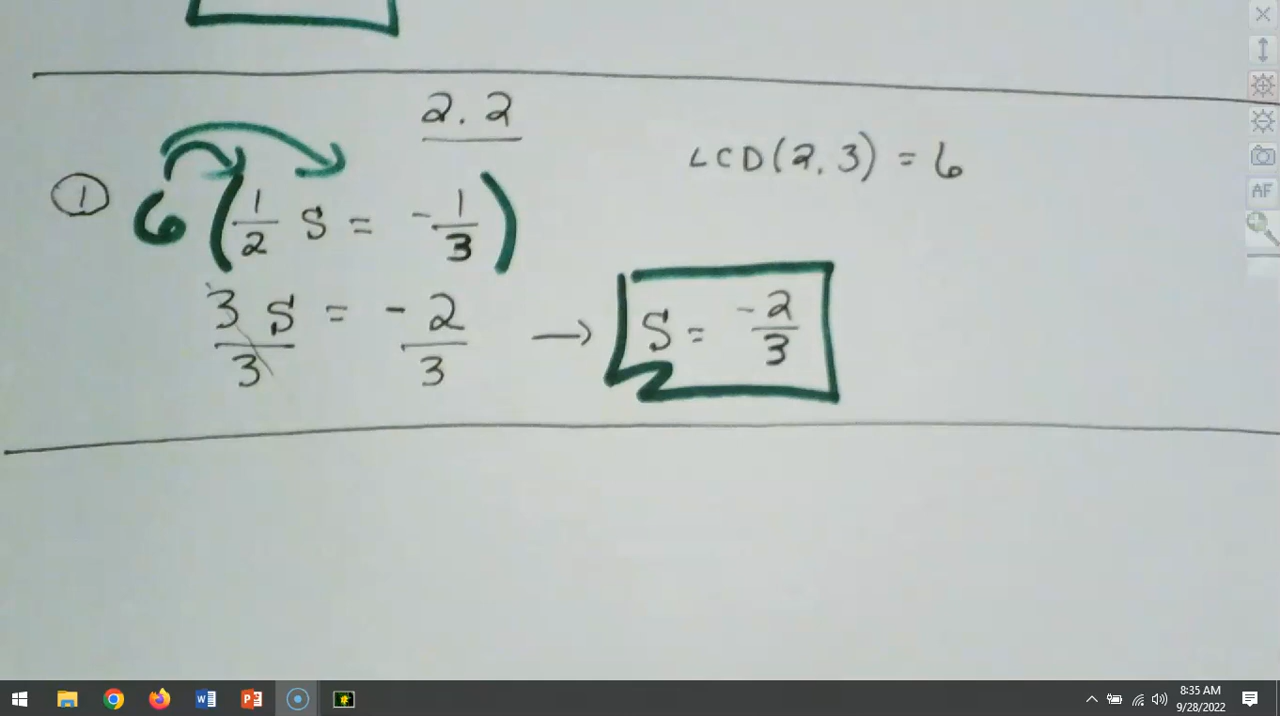 2.2
LCD(2,3) = 6
① 6 (1/2 S = -1/3)
3S/3 = -2/3 → S = -2/3
AF
8:35 AM
9/28/2022